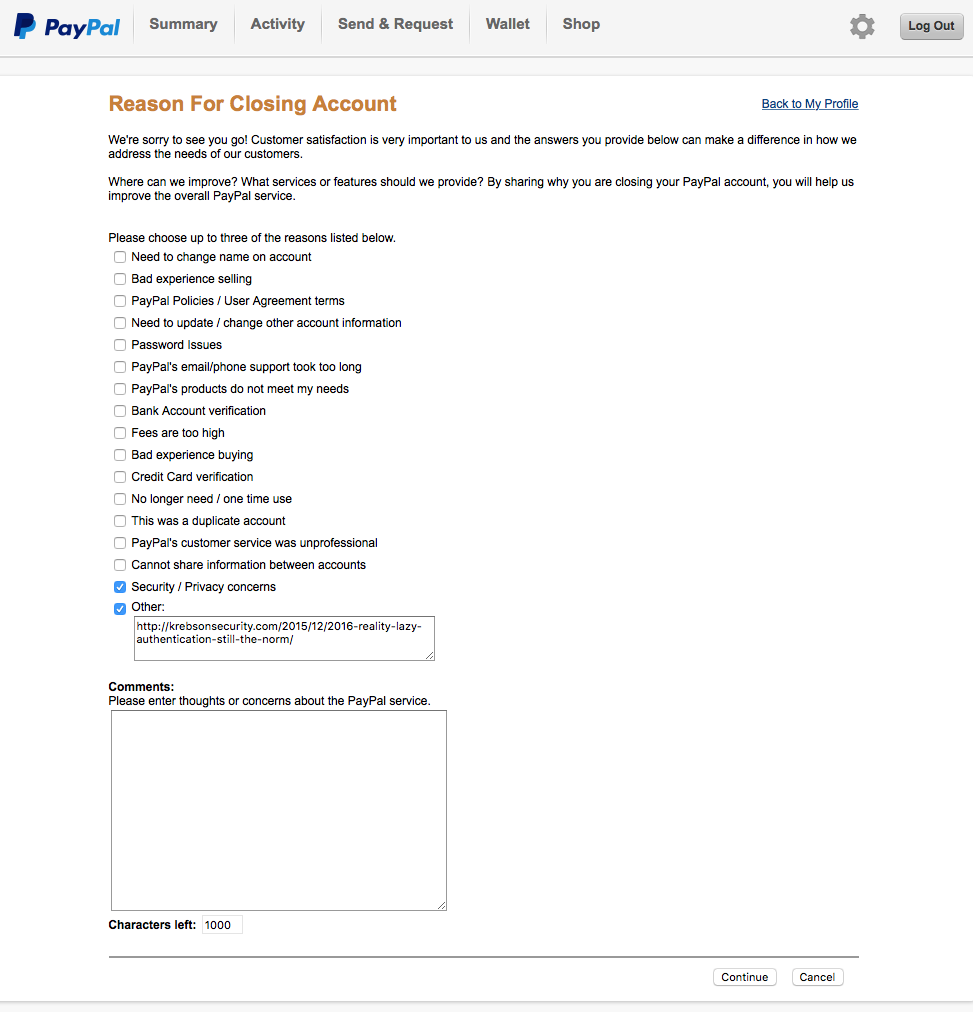 PayPal Summary Activity Send & Request Wallet Shop Log Out
Reason For Closing Account Back to My Profile
We're sorry to see you go! Customer satisfaction is very important to us and the answers you provide below can make a difference in how we
address the needs of our customers.
Where can we improve? What services or features should we provide? By sharing why you are closing your PayPal account, you will help us
improve the overall PayPal service.
Please choose up to three of the reasons listed below.
Need to change name on account
Bad experience selling
PayPal Policies / User Agreement terms
Need to update / change other account information
Password Issues
PayPal's email/phone support took too long
PayPal's products do not meet my needs
Bank Account verification
Fees are too high
Bad experience buying
Credit Card verification
No longer need / one time use
This was a duplicate account
PayPal's customer service was unprofessional
Cannot share information between accounts
Security / Privacy concerns
Other:
http://krebsonsecurity.com/2015/12/2016-reality-lazy-
authentication-still-the-norm/
Comments:
Please enter thoughts or concerns about the PayPal service.
Characters left: 1000
Continue Cancel